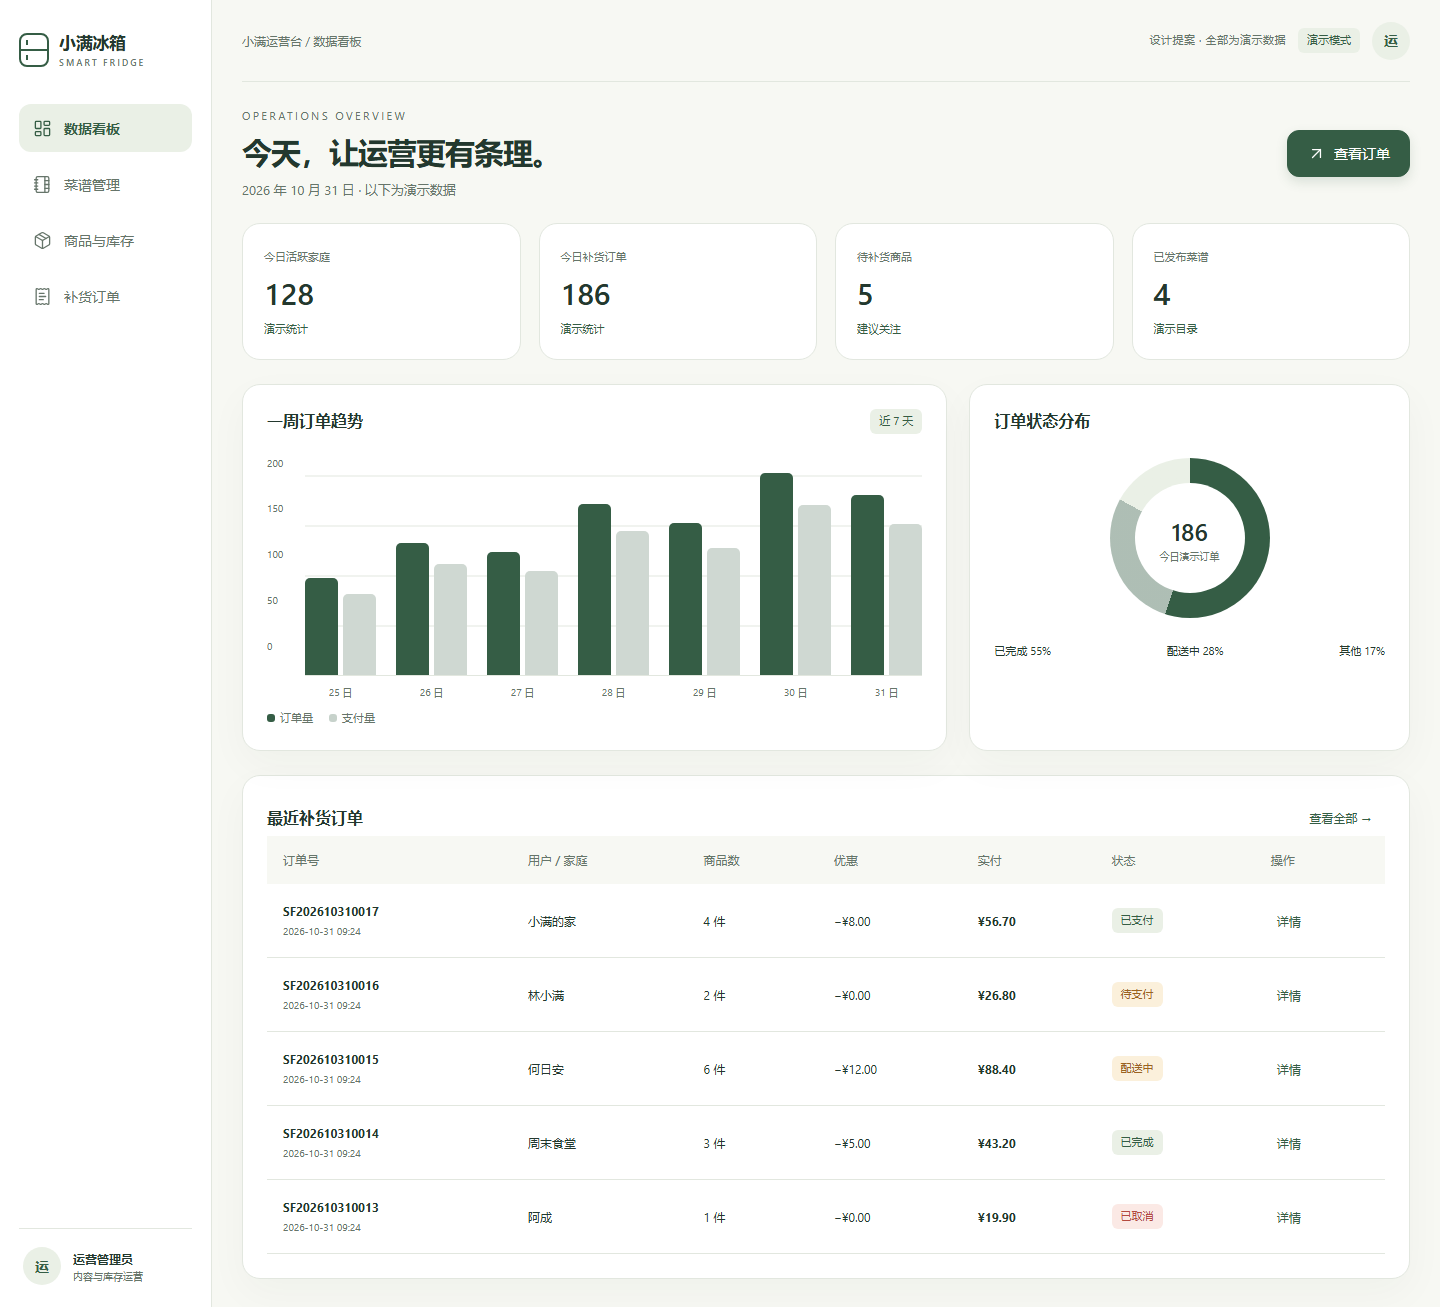 小满冰箱
SMART FRIDGE
数据看板
菜谱管理
商品与库存
补货订单
运
运营管理员
内容与库存运营
小满运营台 / 数据看板
设计提案 · 全部为演示数据
演示模式
运
OPERATIONS OVERVIEW
今天，让运营更有条理。
2026 年 10 月 31 日 · 以下为演示数据
查看订单
今日活跃家庭
128
演示统计
今日补货订单
186
演示统计
待补货商品
5
建议关注
已发布菜谱
4
演示目录
一周订单趋势
近 7 天
200
150
100
50
0
25 日 26 日 27 日 28 日 29 日 30 日 31 日
订单量 支付量
订单状态分布
186
今日演示订单
已完成 55% 配送中 28% 其他 17%
最近补货订单
查看全部 →
订单号 用户 / 家庭 商品数 优惠 实付 状态 操作
SF202610310017
2026-10-31 09:24
小满的家 4 件 −¥8.00 ¥56.70 已支付 详情
SF202610310016
2026-10-31 09:24
林小满 2 件 −¥0.00 ¥26.80 待支付 详情
SF202610310015
2026-10-31 09:24
何日安 6 件 −¥12.00 ¥88.40 配送中 详情
SF202610310014
2026-10-31 09:24
周末食堂 3 件 −¥5.00 ¥43.20 已完成 详情
SF202610310013
2026-10-31 09:24
阿成 1 件 −¥0.00 ¥19.90 已取消 详情